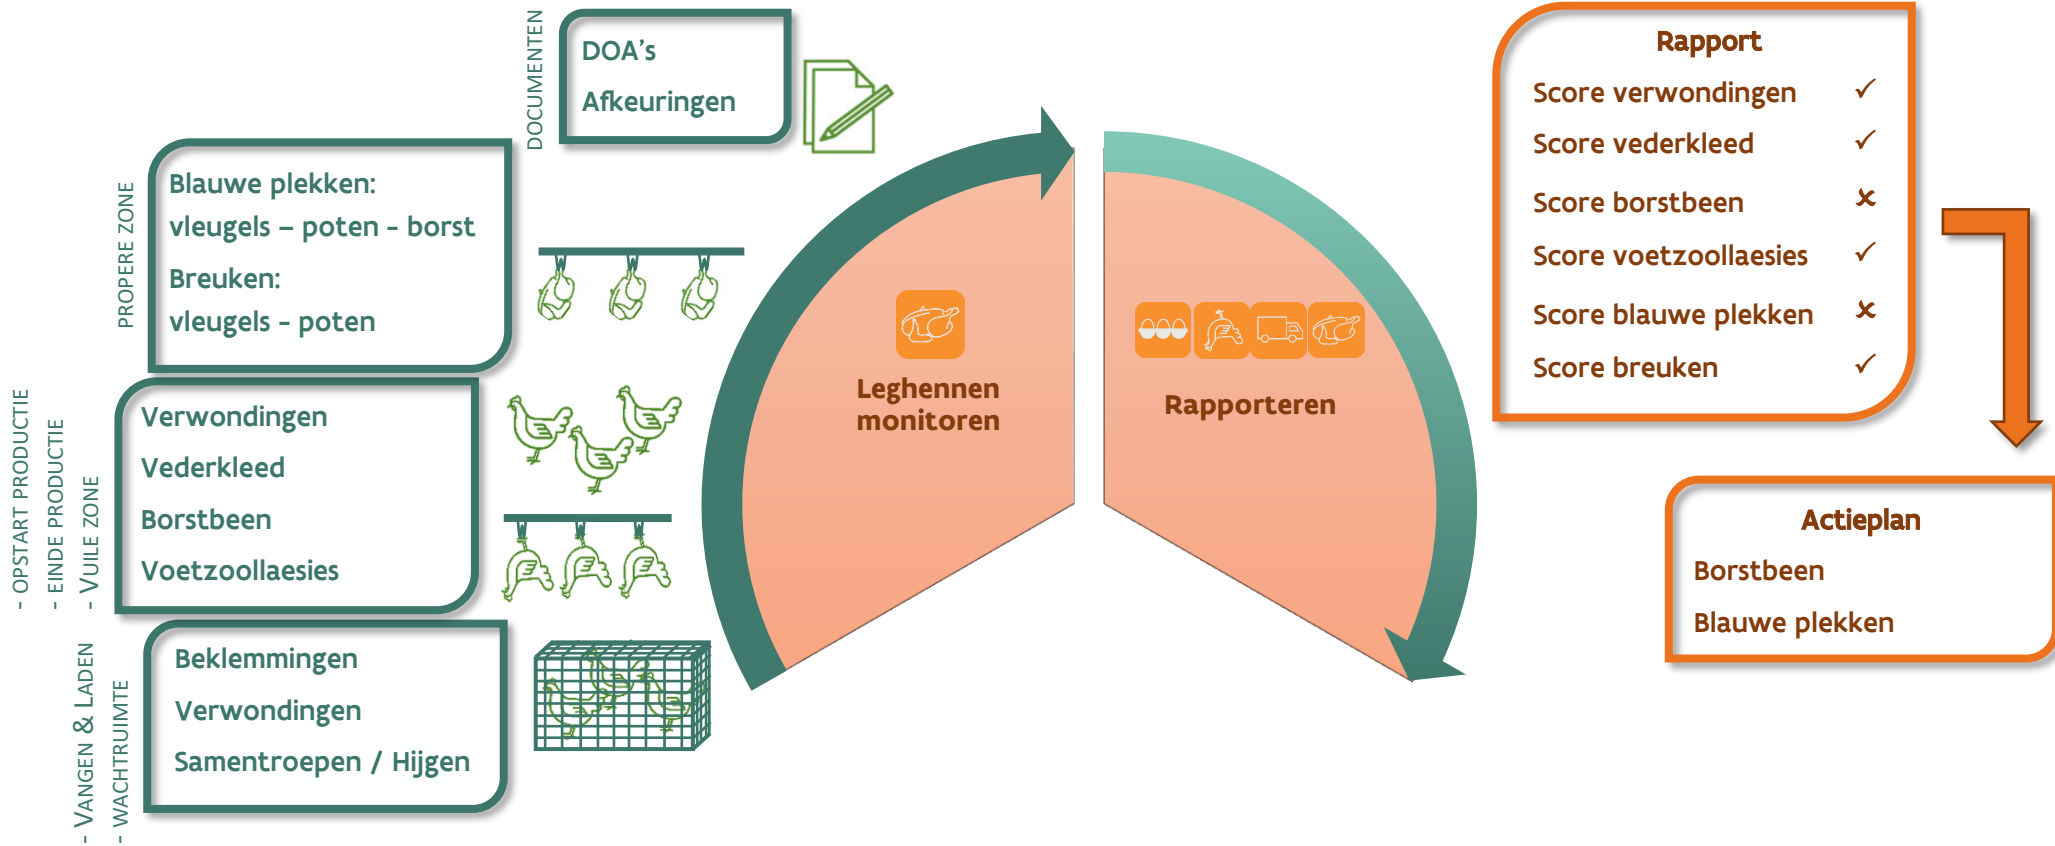 DOCUMENTEN
DOA's
Afkeuringen
PROPERE ZONE
Blauwe plekken:
vleugels – poten - borst
Breuken:
vleugels - poten
- OPSTART PRODUCTIE
- EINDE PRODUCTIE
- VUILE ZONE
Verwondingen
Vederkleed
Borstbeen
Voetzoollaesies
- VANGEN & LADEN
- WACHTRUIMTE
Beklemmingen
Verwondingen
Samentroepen / Hijgen
Leghennen
monitoren
Rapporteren
Rapport
Score verwondingen ✓
Score vederkleed ✓
Score borstbeen ✘
Score voetzoollaesies ✓
Score blauwe plekken ✘
Score breuken ✓
Actieplan
Borstbeen
Blauwe plekken